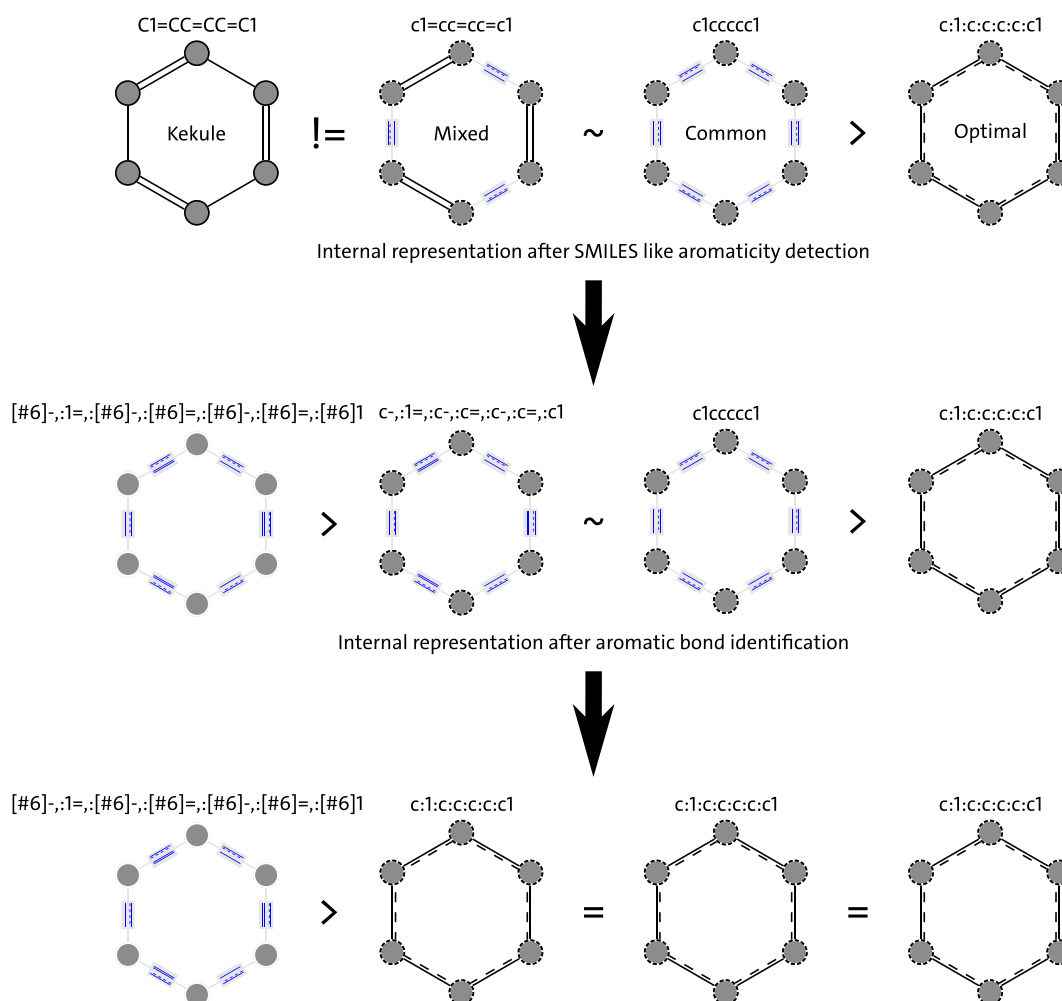 C1=CC=CC=C1 c1=cc=cc=c1 c1ccccc1 c:1:c:c:c:c:c1
Kekule != Mixed ~ Common > Optimal
Internal representation after SMILES like aromaticity detection
[#6]-,:1=,:[#6]-,:[#6]=,:[#6]-,:[#6]=,:[#6]1 c-,:1=,:c-,:c=,:c-,:c=,:c1 c1ccccc1 c:1:c:c:c:c:c1
> ~ >
Internal representation after aromatic bond identification
[#6]-,:1=,:[#6]-,:[#6]=,:[#6]-,:[#6]=,:[#6]1 c:1:c:c:c:c:c1 c:1:c:c:c:c:c1 c:1:c:c:c:c:c1
> = =